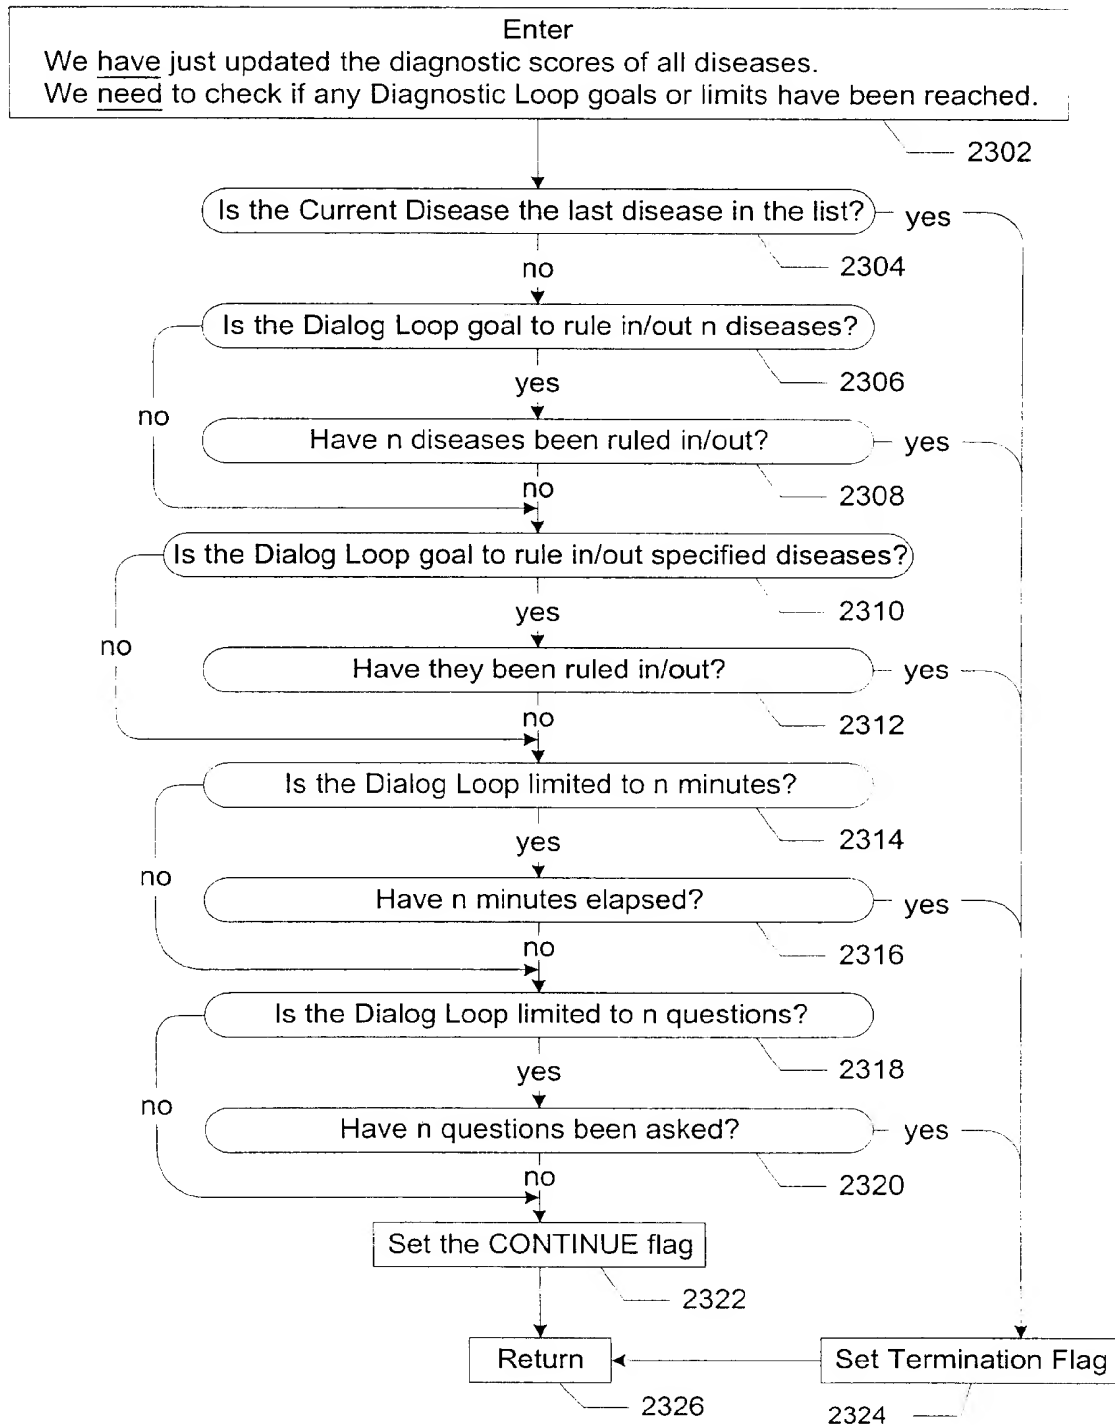 Enter
We have just updated the diagnostic scores of all diseases.
We need to check if any Diagnostic Loop goals or limits have been reached.
2302
Is the Current Disease the last disease in the list?
yes
2304
no
Is the Dialog Loop goal to rule in/out n diseases?
2306
yes
no
Have n diseases been ruled in/out?
yes
2308
no
Is the Dialog Loop goal to rule in/out specified diseases?
2310
yes
no
Have they been ruled in/out?
yes
2312
no
Is the Dialog Loop limited to n minutes?
2314
yes
no
Have n minutes elapsed?
yes
2316
no
Is the Dialog Loop limited to n questions?
2318
yes
no
Have n questions been asked?
yes
2320
no
Set the CONTINUE flag
2322
Return
Set Termination Flag
2326
2324